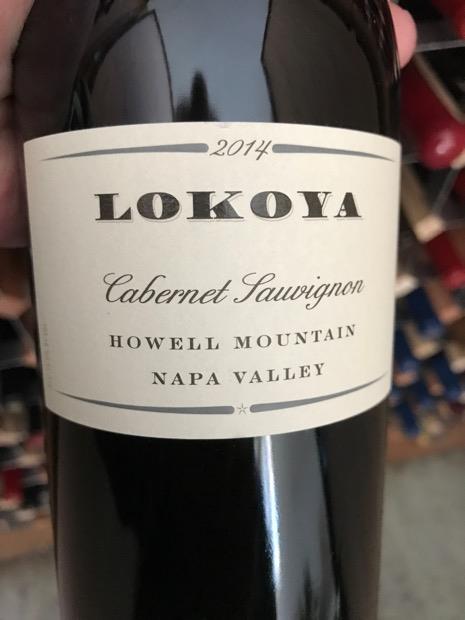 2014
LOKOYA
Cabernet Sauvignon
HOWELL MOUNTAIN
NAPA VALLEY